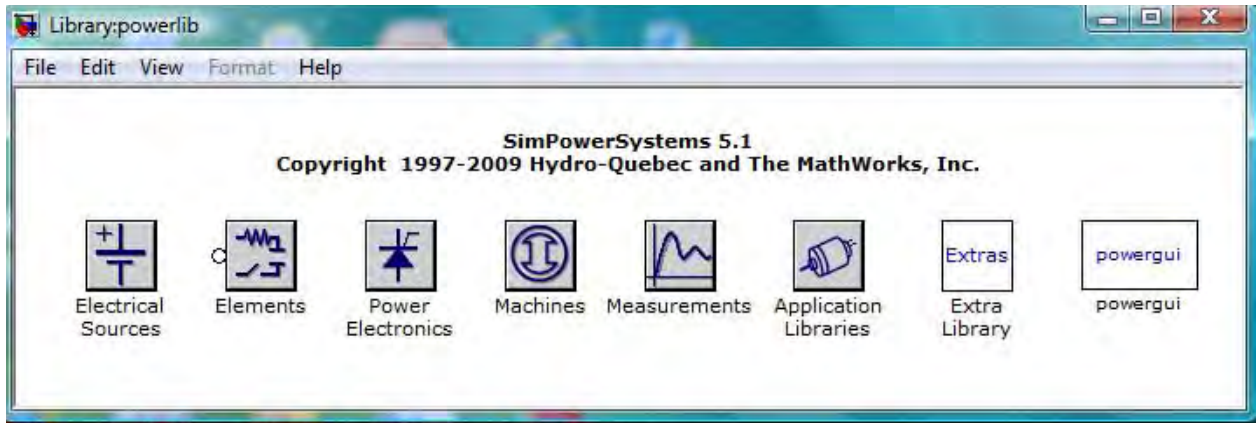 Library:powerlib
File Edit View Format Help
SimPowerSystems 5.1
Copyright 1997-2009 Hydro-Quebec and The MathWorks, Inc.
Extras
powergui
Electrical Sources
Elements
Power Electronics
Machines
Measurements
Application Libraries
Extra Library
powergui